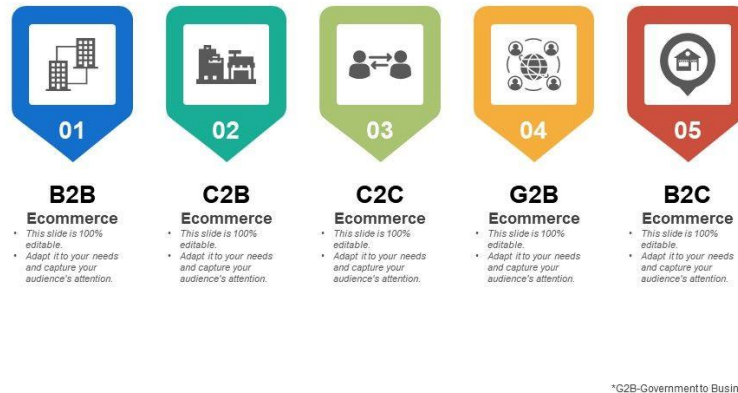 01
B2B
Ecommerce
• This slide is 100%
editable.
• Adapt it to your needs
and capture your
audience's attention.
02
C2B
Ecommerce
• This slide is 100%
editable.
• Adapt it to your needs
and capture your
audience's attention.
03
C2C
Ecommerce
• This slide is 100%
editable.
• Adapt it to your needs
and capture your
audience's attention.
04
G2B
Ecommerce
• This slide is 100%
editable.
• Adapt it to your needs
and capture your
audience's attention.
05
B2C
Ecommerce
• This slide is 100%
editable.
• Adapt it to your needs
and capture your
audience's attention.
*G2B-Government to Busin